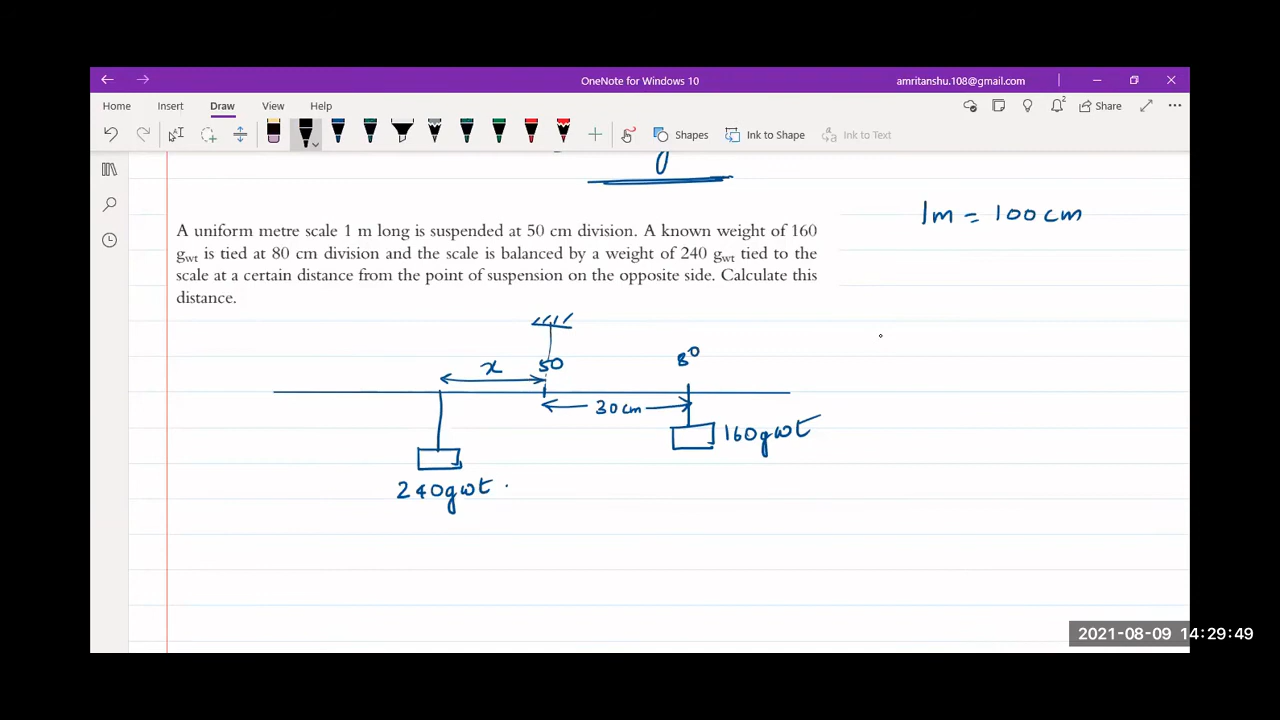 OneNote for Windows 10
amritanshu.108@gmail.com
Home Insert Draw View Help
2 Share
Shapes Ink to Shape Ink to Text
1m = 100cm
A uniform metre scale 1 m long is suspended at 50 cm division. A known weight of 160
gwt is tied at 80 cm division and the scale is balanced by a weight of 240 gwt tied to the
scale at a certain distance from the point of suspension on the opposite side. Calculate this
distance.
x 50 80
30cm
160gwt
240gwt
2021-08-09 14:29:49